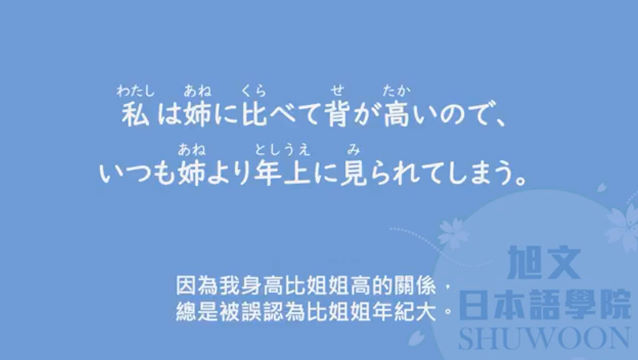 わたし あね くら せ たか
私は姉に比べて背が高いので、
あね としうえ み
いつも姉より年上に見られてしまう。
因為我身高比姐姐高的關係，
總是被誤認為比姐姐年紀大。
旭文
日本語學院
SHUWOON